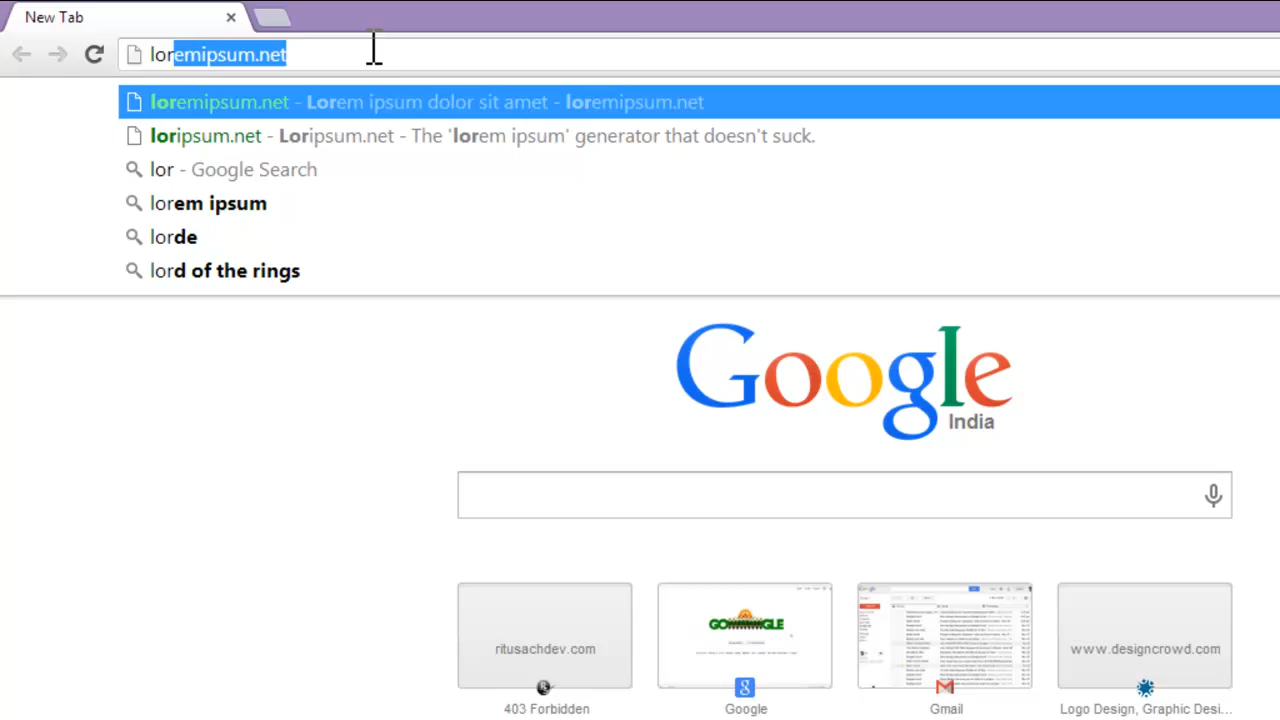 New Tab
loremipsum.net
loremipsum.net - Lorem ipsum dolor sit amet - loremipsum.net
loripsum.net - Loripsum.net - The 'lorem ipsum' generator that doesn't suck.
lor - Google Search
lorem ipsum
lorde
lord of the rings
Google
India
ritusachdev.com
GOOGLE
www.designcrowd.com
403 Forbidden
Google
Gmail
Logo Design, Graphic Desi...